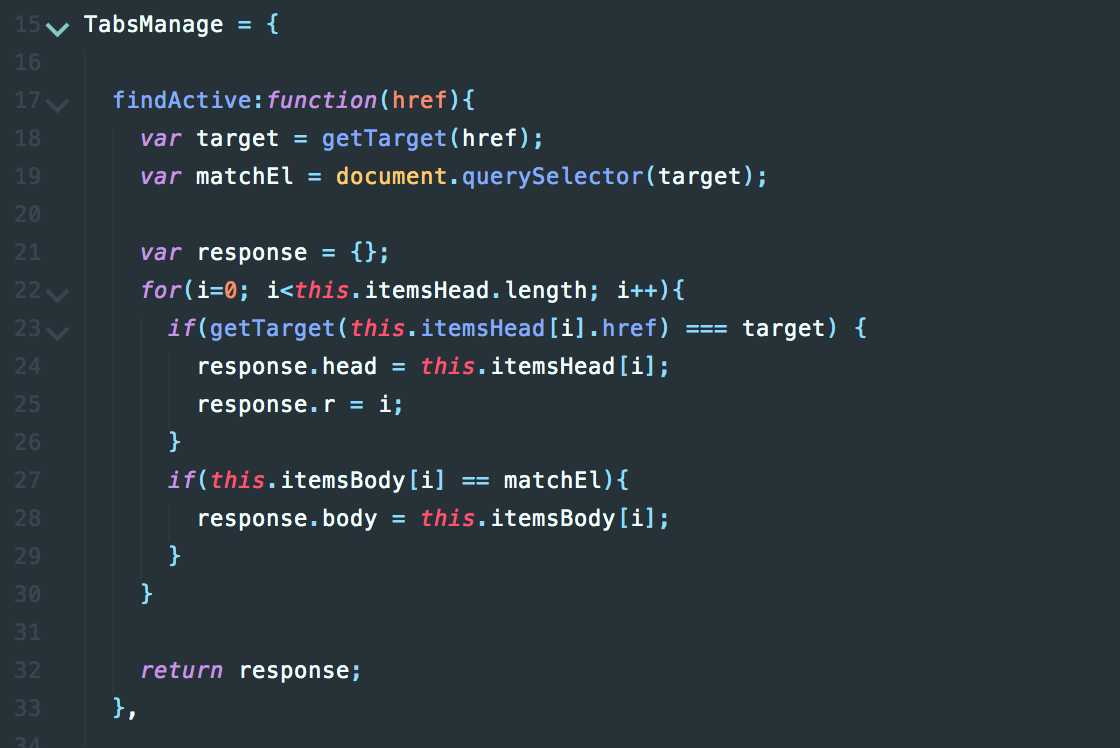 15 TabsManage = {
16
17 findActive:function(href){
18 var target = getTarget(href);
19 var matchEl = document.querySelector(target);
20
21 var response = {};
22 for(i=0; i<this.itemsHead.length; i++){
23 if(getTarget(this.itemsHead[i].href) === target) {
24 response.head = this.itemsHead[i];
25 response.r = i;
26 }
27 if(this.itemsBody[i] == matchEl){
28 response.body = this.itemsBody[i];
29 }
30 }
31
32 return response;
33 },
34